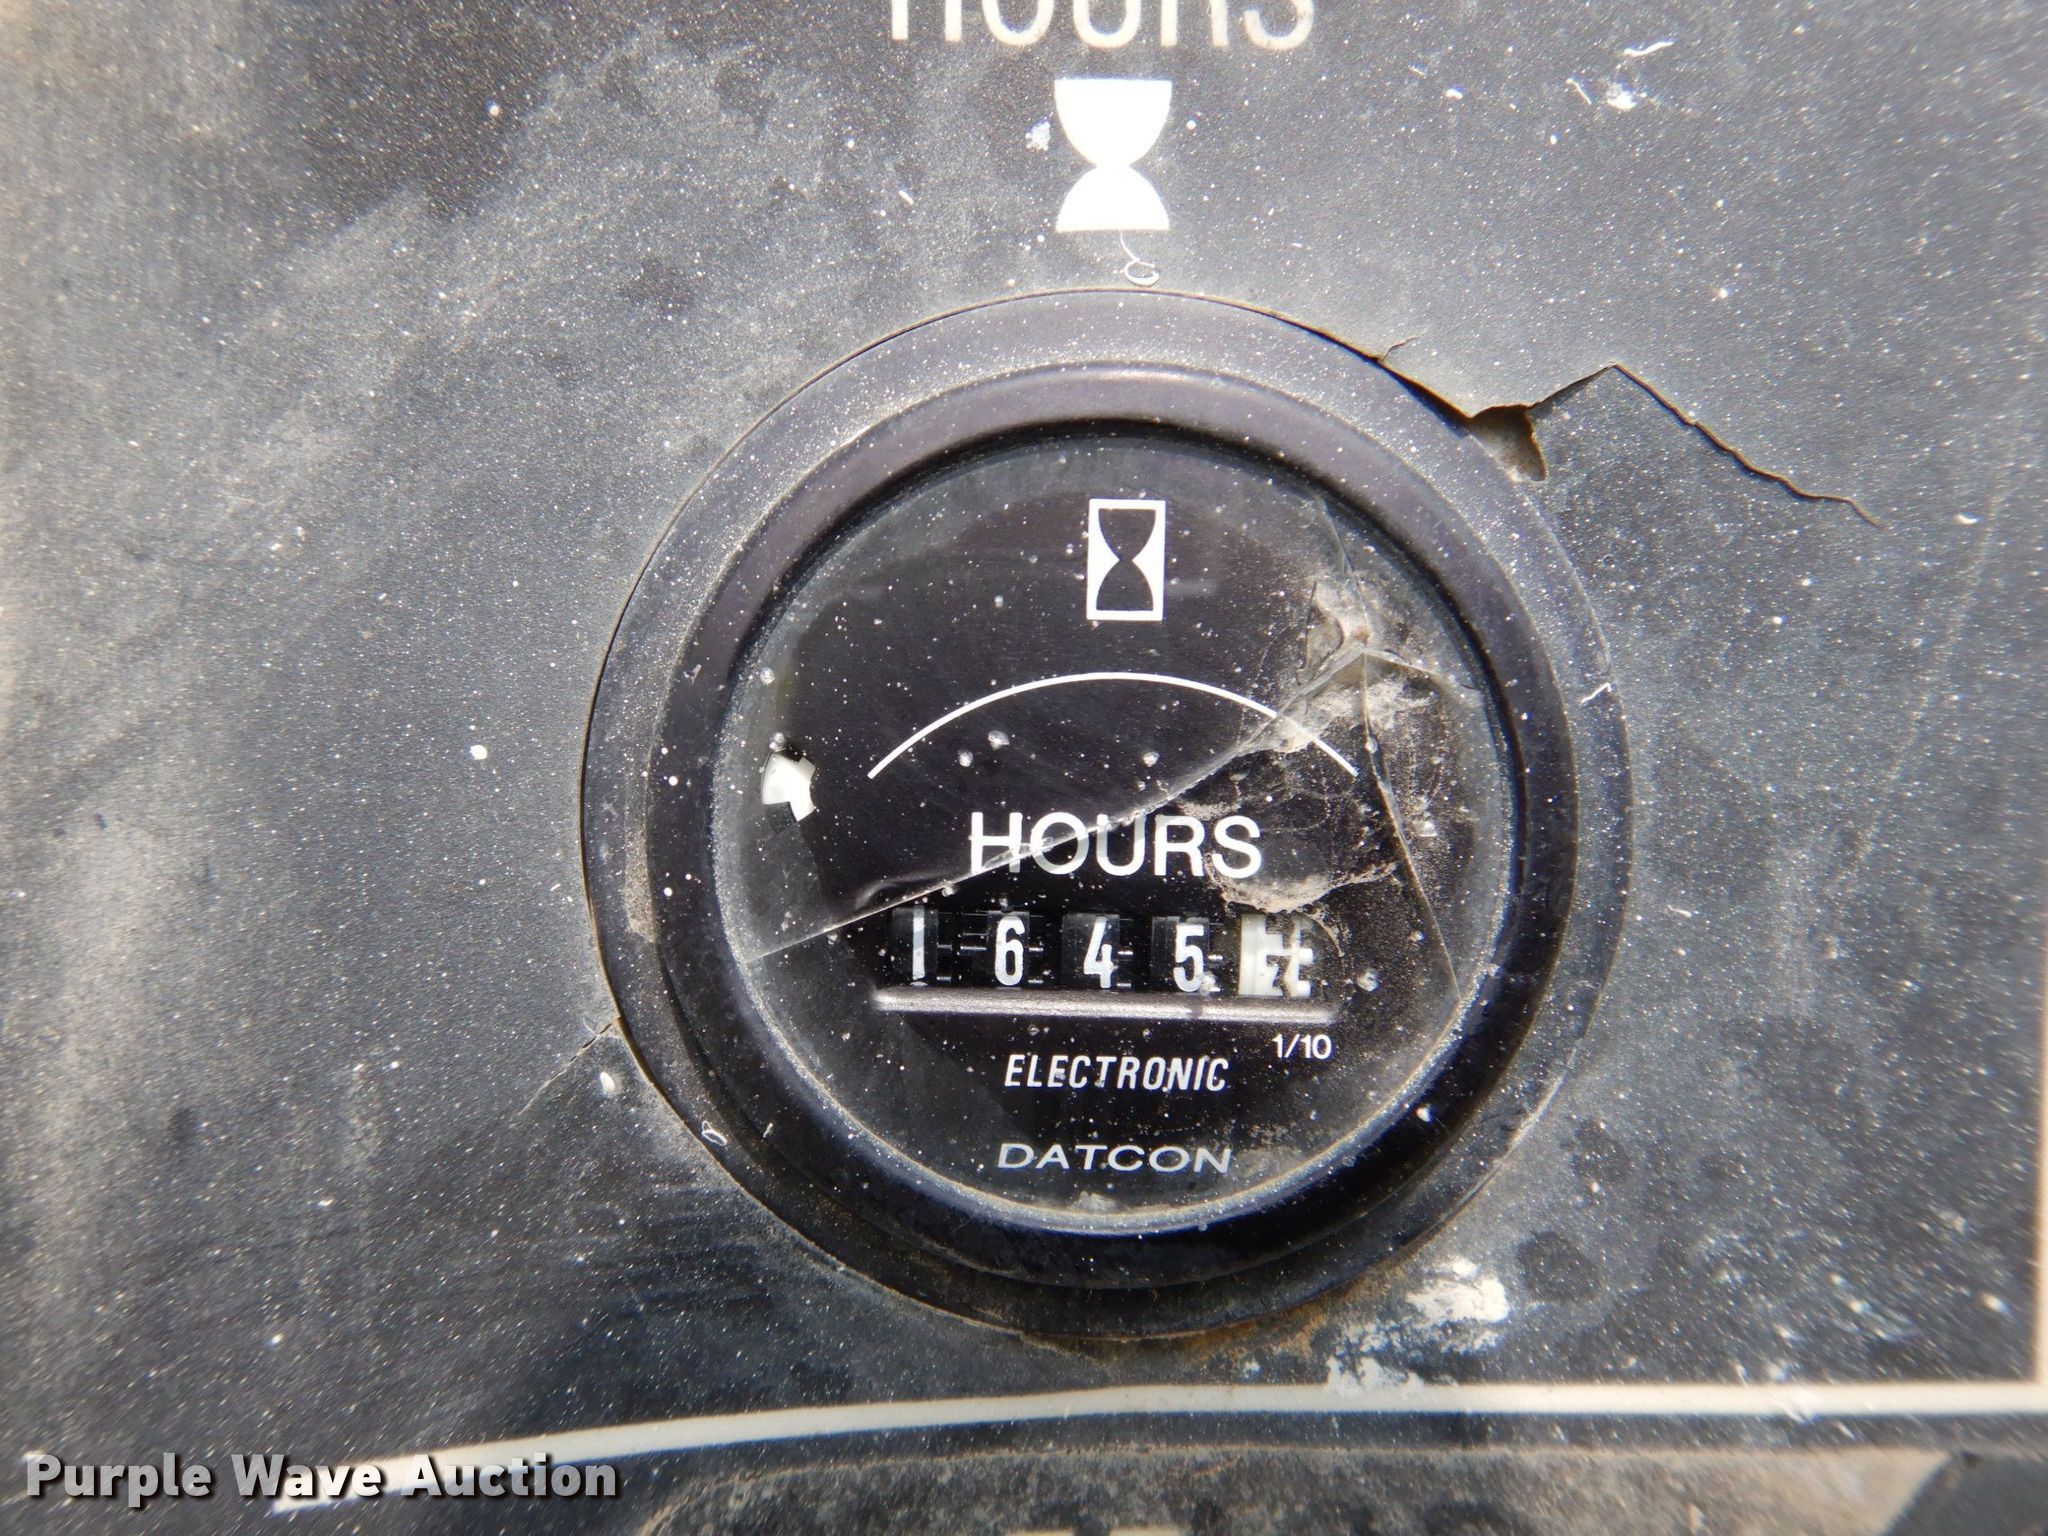 HOURS
HOURS
1 6 4 5
1/10
ELECTRONIC
DATCON
Purple Wave Auction